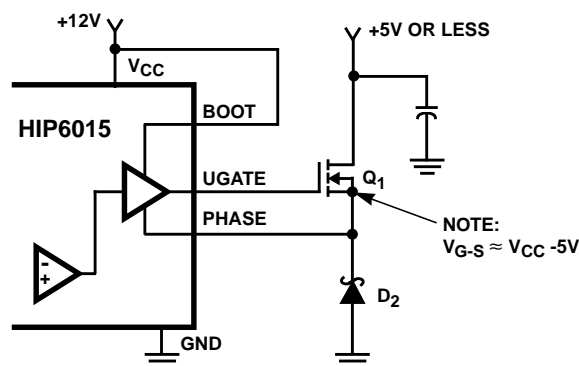 +12V
+5V OR LESS
VCC
BOOT
HIP6015
UGATE
Q1
PHASE
NOTE:
VG-S ≈ VCC -5V
-
+
D2
GND